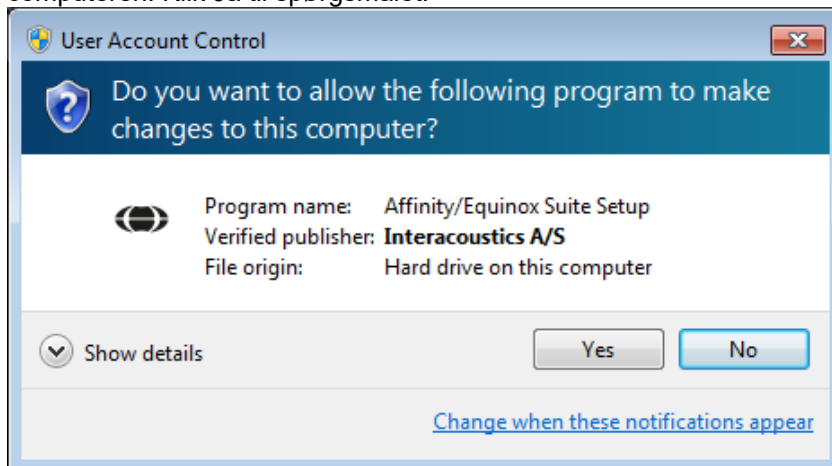 User Account Control
Do you want to allow the following program to make
changes to this computer?
Program name: Affinity/Equinox Suite Setup
Verified publisher: Interacoustics A/S
File origin: Hard drive on this computer
Show details
Yes No
Change when these notifications appear